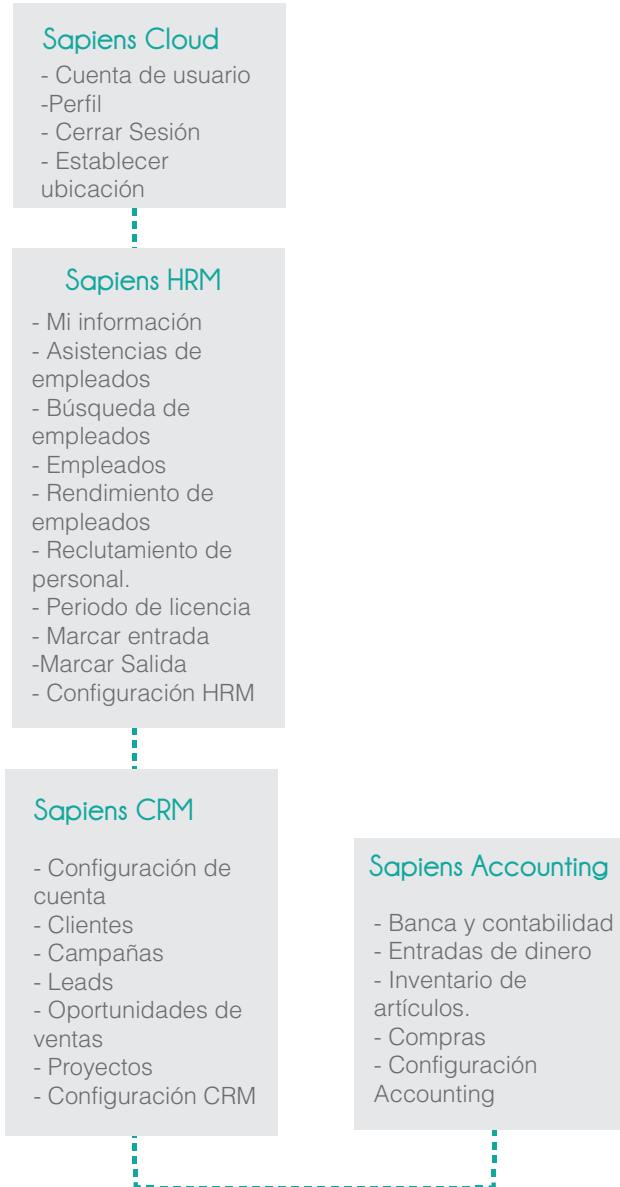 Sapiens Cloud
- Cuenta de usuario
-Perfil
- Cerrar Sesión
- Establecer
ubicación
Sapiens HRM
- Mi información
- Asistencias de
empleados
- Búsqueda de
empleados
- Empleados
- Rendimiento de
empleados
- Reclutamiento de
personal.
- Periodo de licencia
- Marcar entrada
-Marcar Salida
- Configuración HRM
Sapiens CRM
- Configuración de
cuenta
- Clientes
- Campañas
- Leads
- Oportunidades de
ventas
- Proyectos
- Configuración CRM
Sapiens Accounting
- Banca y contabilidad
- Entradas de dinero
- Inventario de
artículos.
- Compras
- Configuración
Accounting